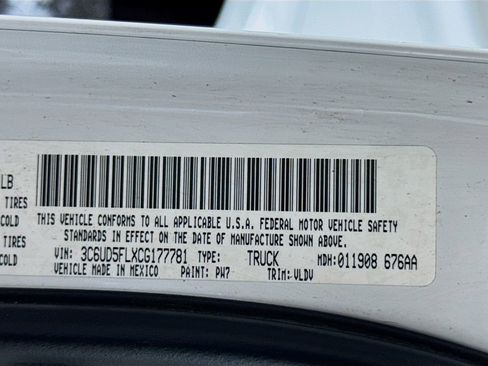 LB
TIRES
COLD
TIRES
COLD
THIS VEHICLE CONFORMS TO ALL APPLICABLE U.S.A. FEDERAL MOTOR VEHICLE SAFETY
STANDARDS IN EFFECT ON THE DATE OF MANUFACTURE SHOWN ABOVE.
VIN: 3C6UD5FLXCG177781 TYPE: TRUCK MDH: 011908 676AA
VEHICLE MADE IN MEXICO PAINT: PW7 TRIM: VLDV